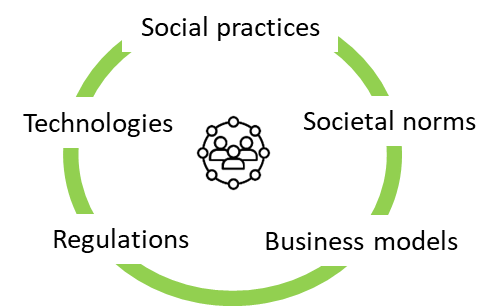 Social practices
Technologies
Societal norms
Regulations
Business models